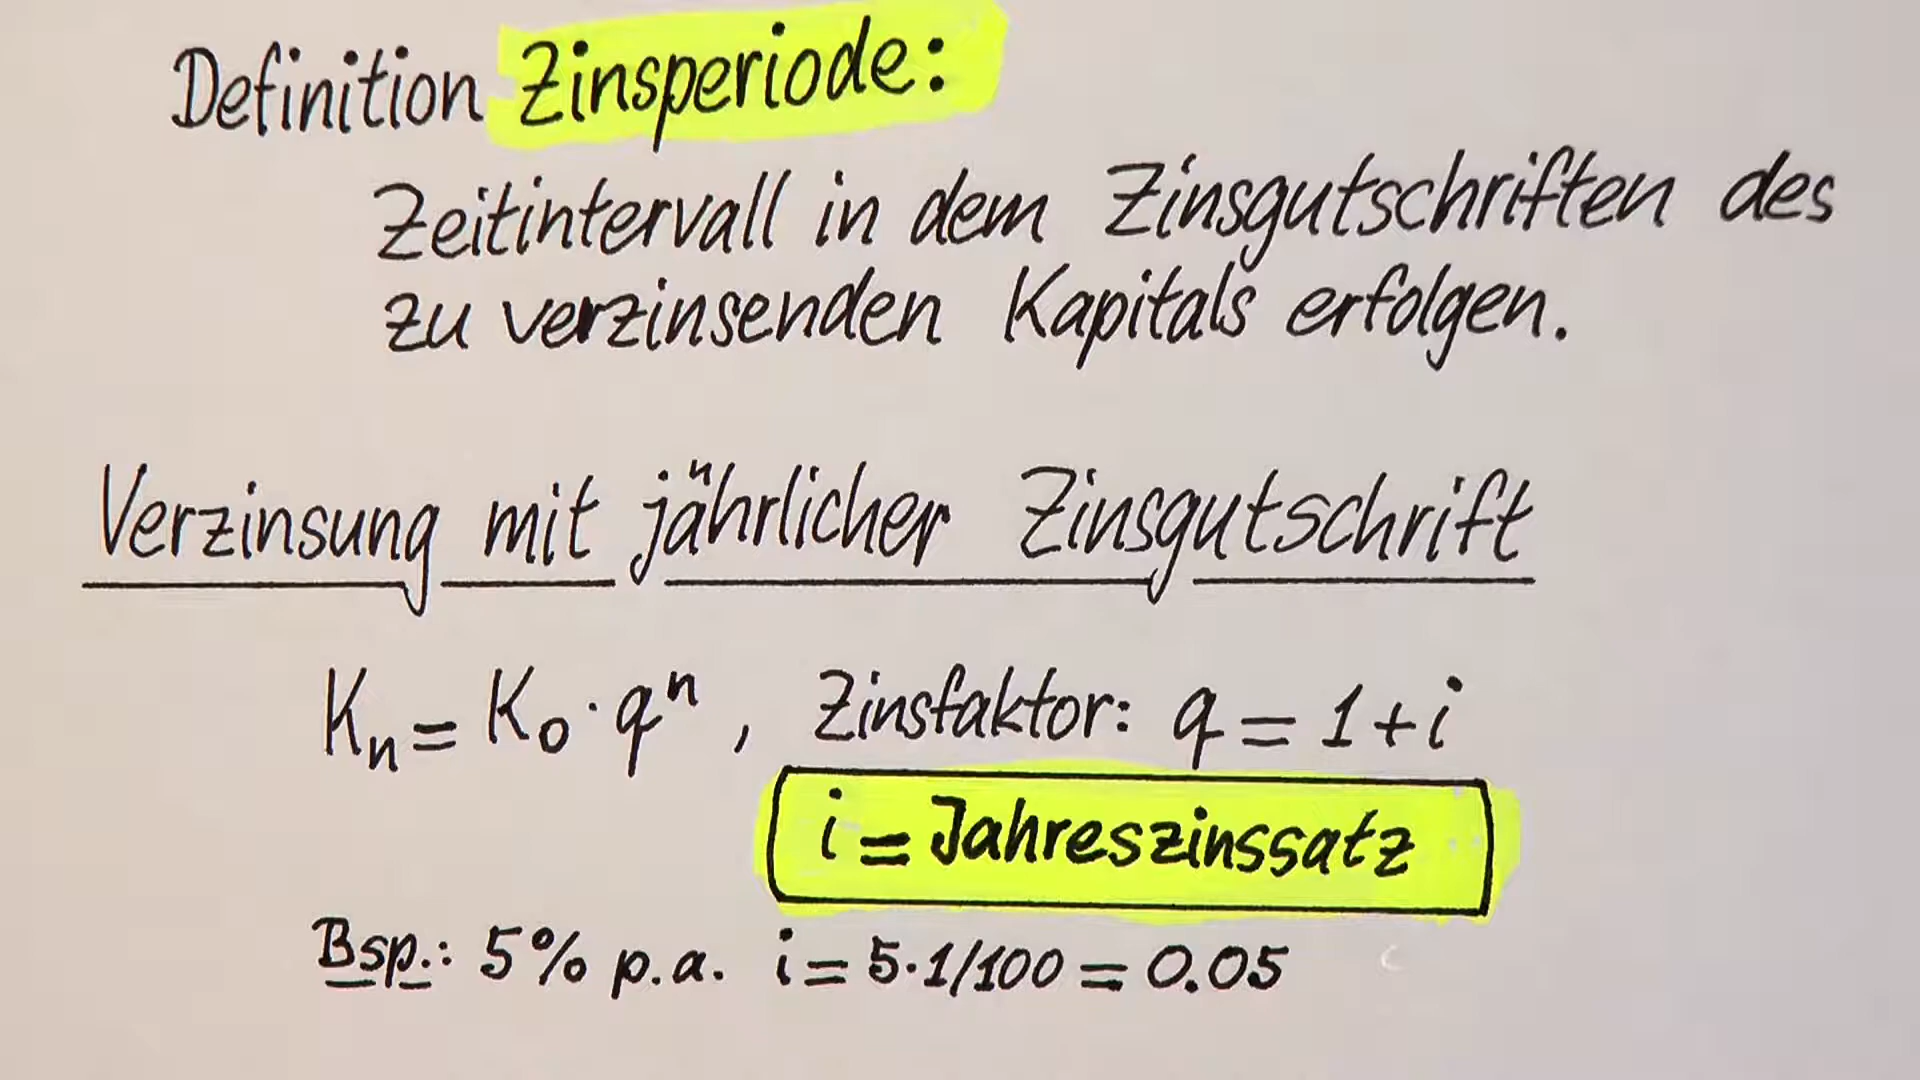 Definition Zinsperiode:
Zeitintervall in dem Zinsgutschriften des
zu verzinsenden Kapitals erfolgen.
Verzinsung mit jährlicher Zinsgutschrift
Kₙ = K₀ · qⁿ , Zinsfaktor: q = 1 + i
i = Jahreszinssatz
Bsp.: 5% p.a. i = 5·1/100 = 0.05